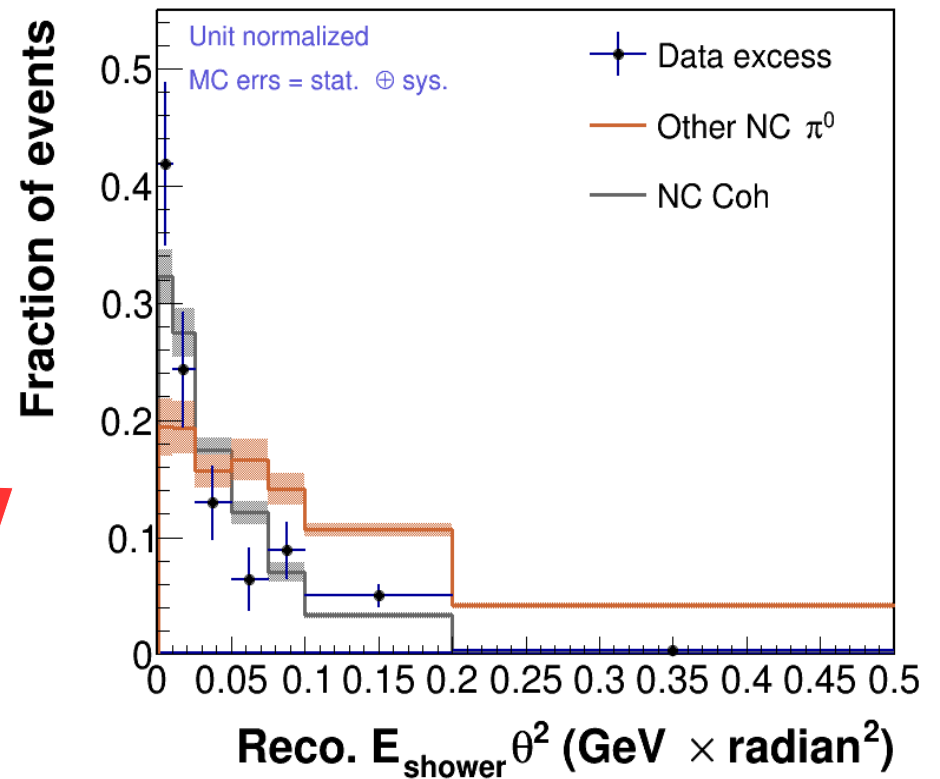 Unit normalized
MC errs = stat. ⊕ sys.
Data excess
Other NC π⁰
NC Coh
Fraction of events
0.5
0.4
0.3
0.2
0.1
0
0 0.05 0.1 0.15 0.2 0.25 0.3 0.35 0.4 0.45 0.5
Reco. E_shower θ² (GeV × radian²)